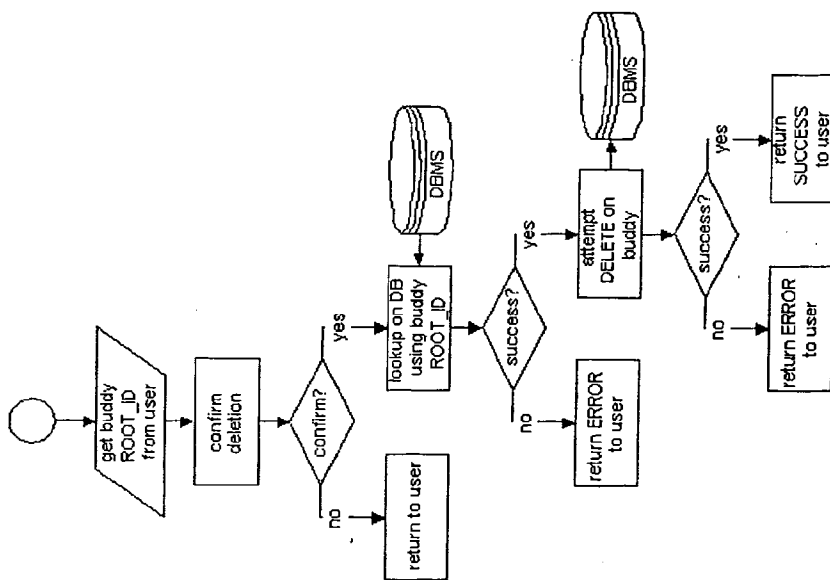 get buddy
ROOT_ID
from user
confirm
deletion
confirm?
no
yes
return to user
lookup on DB
using buddy
ROOT_ID
DBMS
success?
no
yes
return ERROR
to user
attempt
DELETE on
buddy
DBMS
success?
no
yes
return ERROR
to user
return
SUCCESS
to user